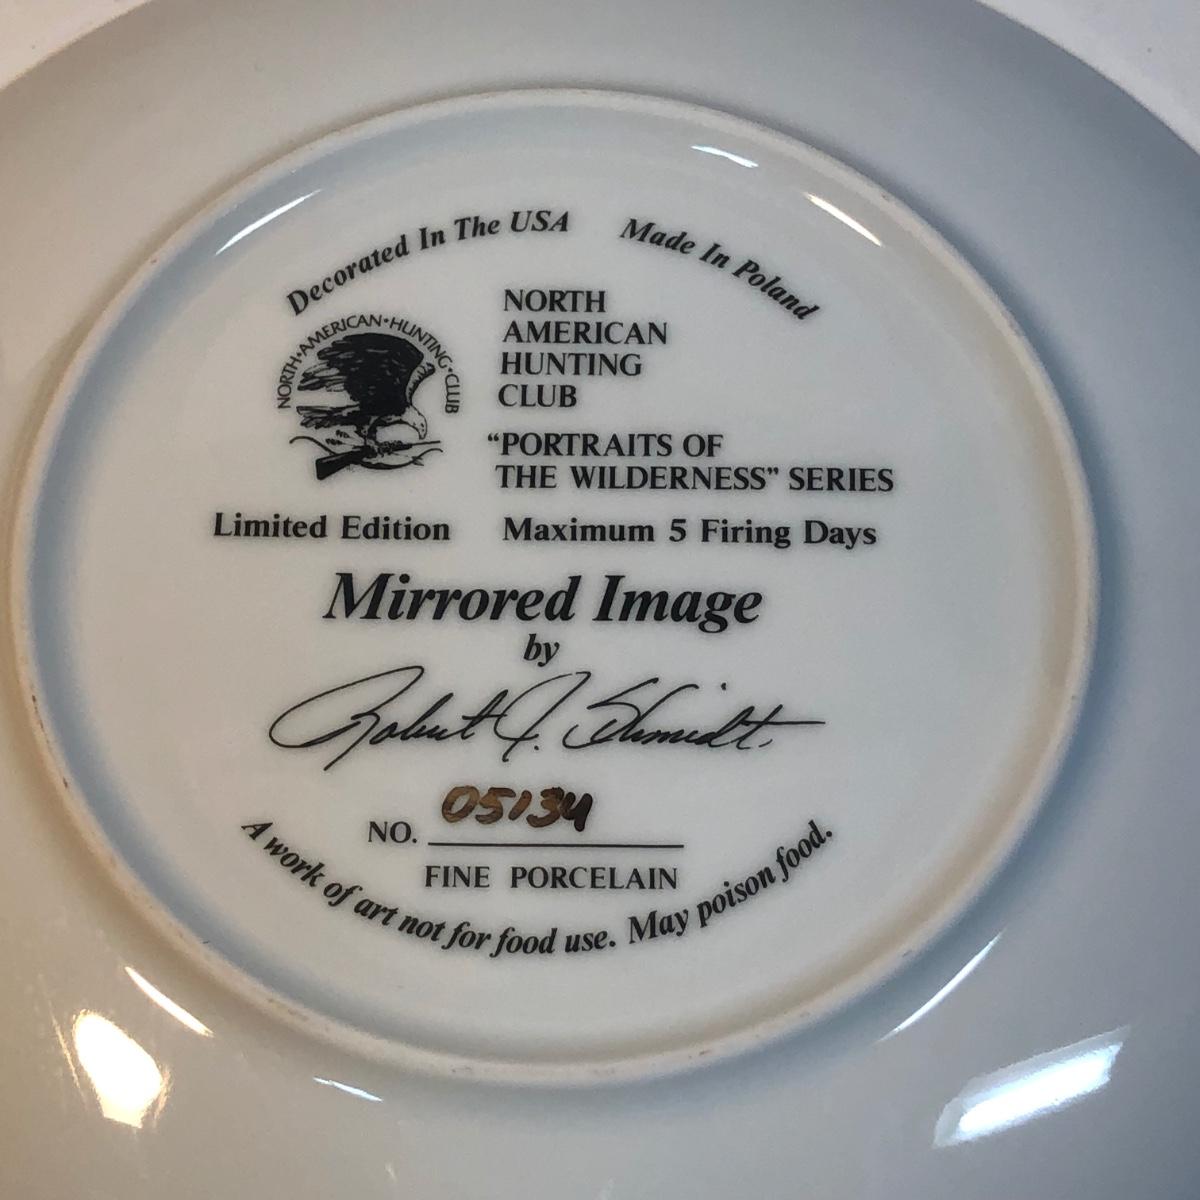 Decorated In The USA Made In Poland
NORTH•AMERICAN•HUNTING•CLUB
NORTH
AMERICAN
HUNTING
CLUB
“PORTRAITS OF
THE WILDERNESS” SERIES
Limited Edition Maximum 5 Firing Days
Mirrored Image
by
Robert J. Schmidt.
NO. 05134
FINE PORCELAIN
A work of art not for food use. May poison food.